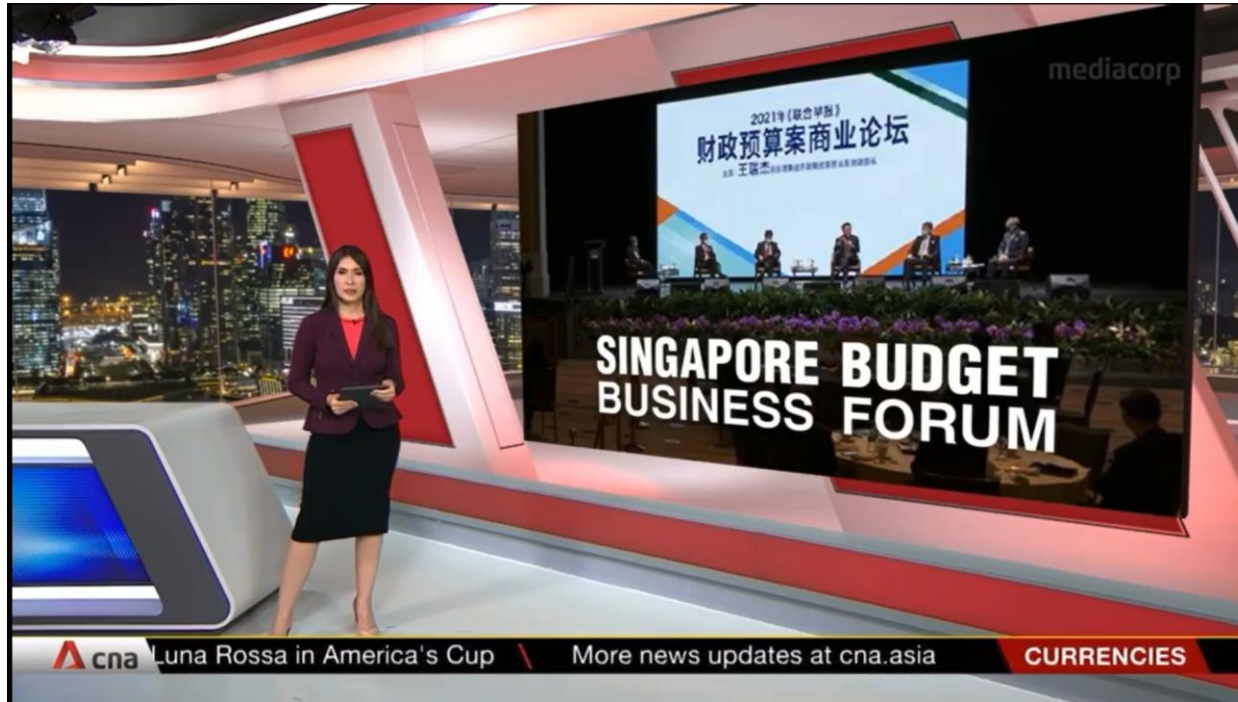 mediacorp
2021年《联合早报》
财政预算案商业论坛
主宾：王瑞杰
SINGAPORE BUDGET
BUSINESS FORUM
cna
Luna Rossa in America's Cup \ More news updates at cna.asia
CURRENCIES